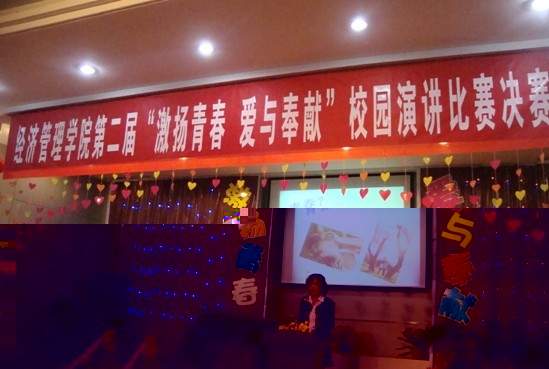 经济管理学院第二届“激扬青春 爱与奉献”校园演讲比赛决赛
扬青春
与奉献